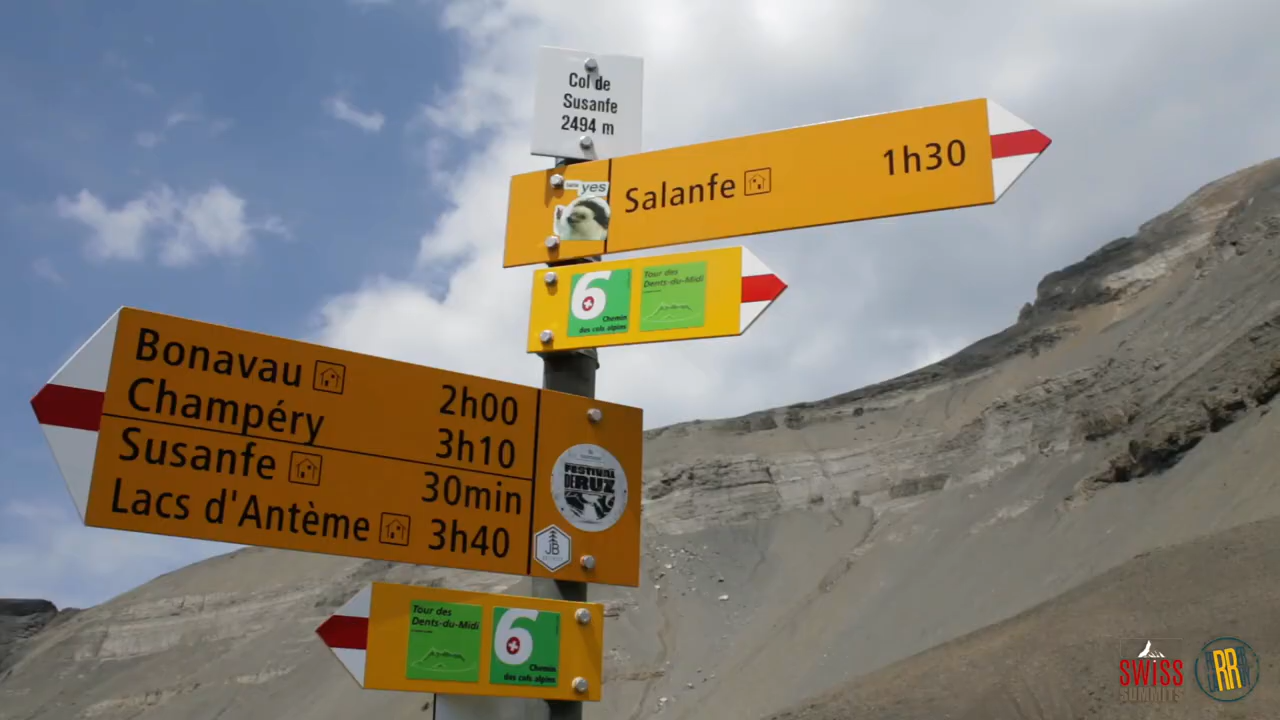 Col de
Susanfe
2494 m
yes
Salanfe 1h30
6
Chemin
des cols alpins
Tour des
Dents-du-Midi
Bonavau 2h00
Champéry 3h10
Susanfe 30min
Lacs d'Antème 3h40
FESTIVAL
DE RUZ
JB
Tour des
Dents-du-Midi
6
Chemin
des cols alpins
SWISS
SUMMITS
RR